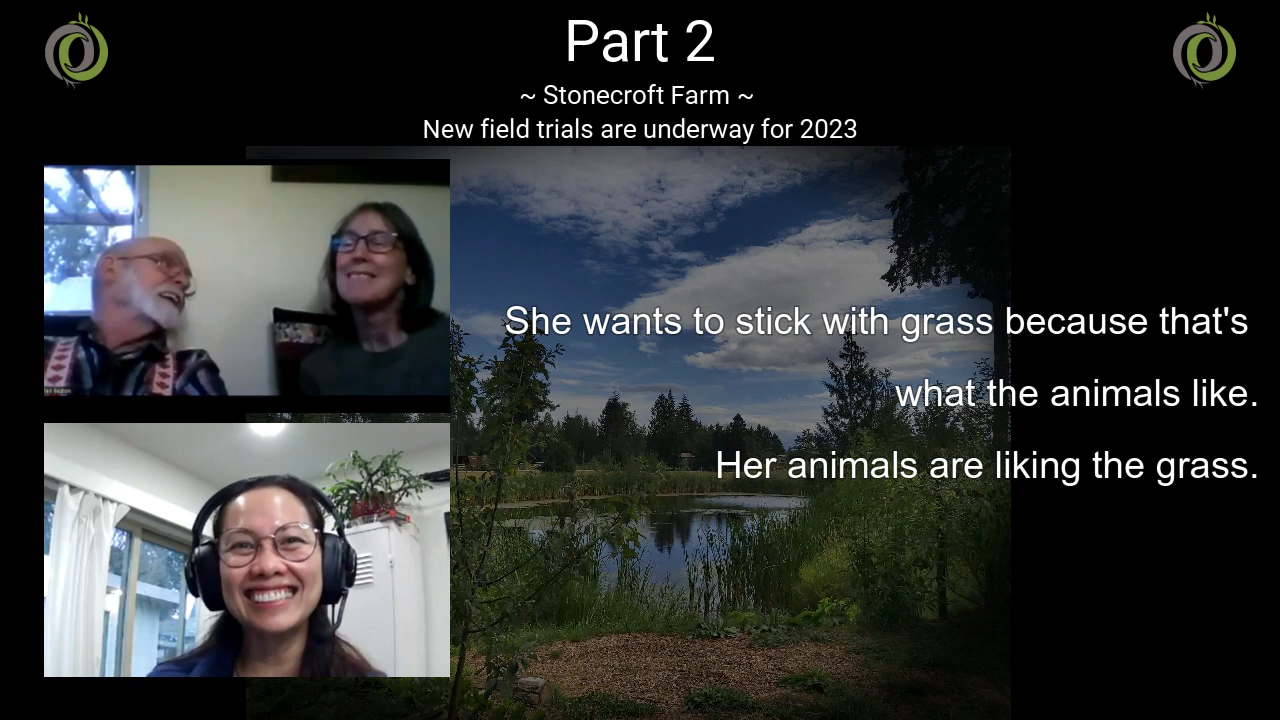 Part 2
~ Stonecroft Farm ~
New field trials are underway for 2023
She wants to stick with grass because that's
what the animals like.
Her animals are liking the grass.